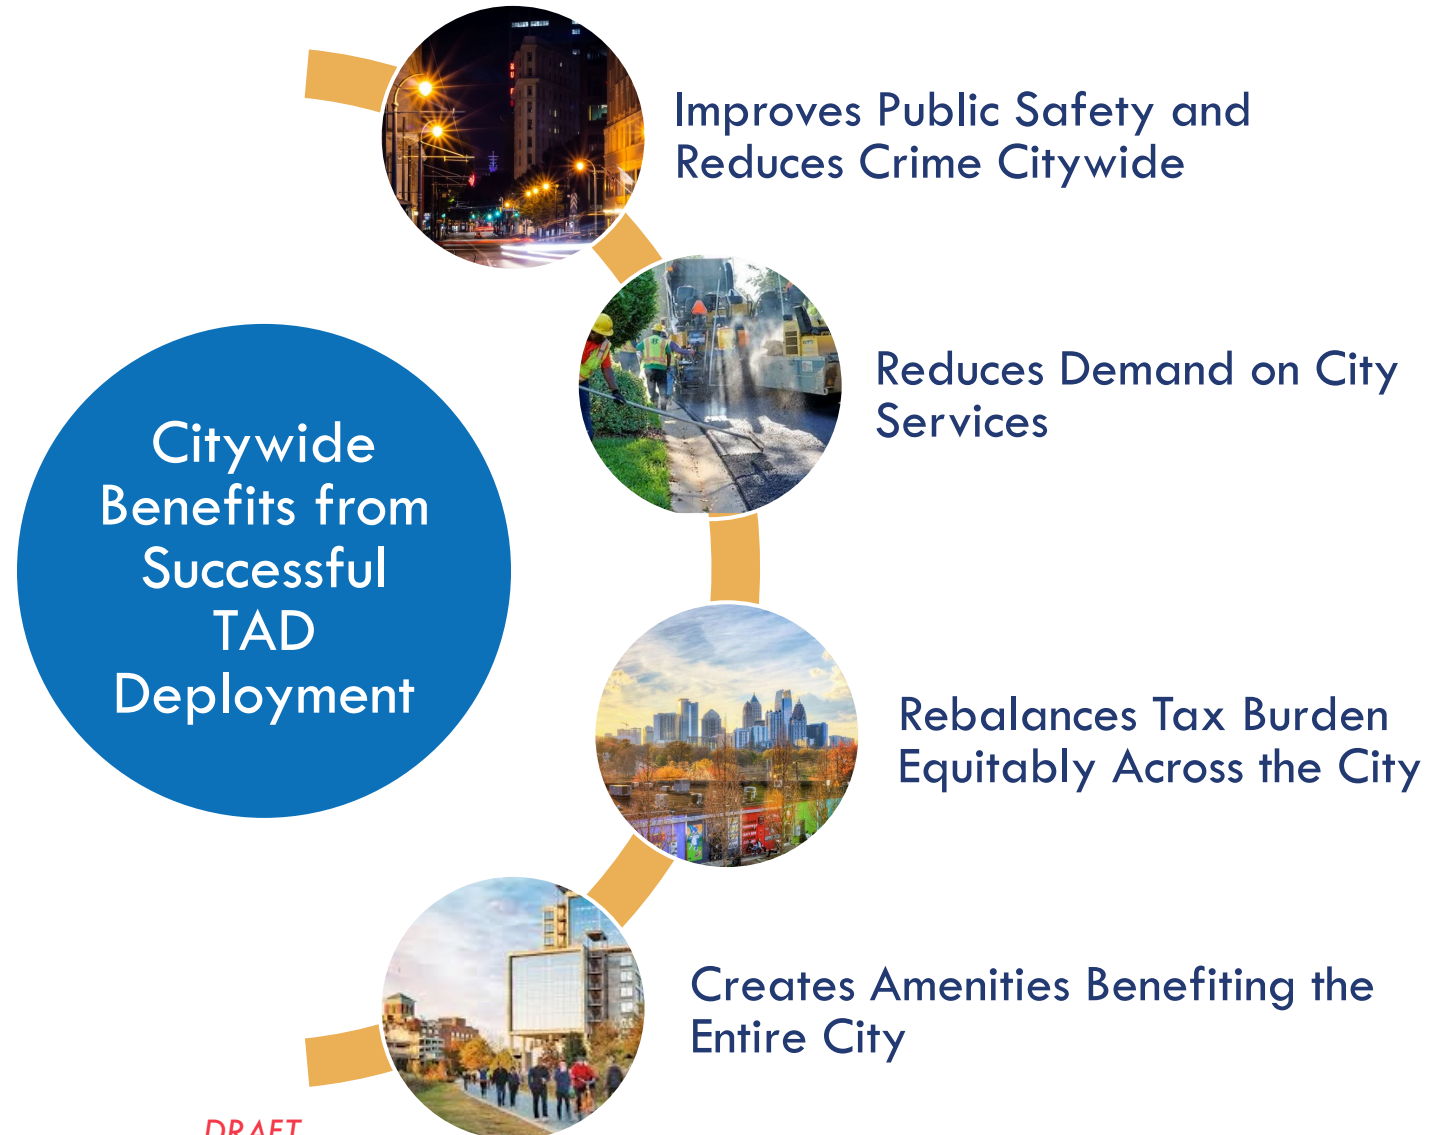 Improves Public Safety and
Reduces Crime Citywide
Reduces Demand on City
Services
Citywide
Benefits from
Successful
TAD
Deployment
Rebalances Tax Burden
Equitably Across the City
Creates Amenities Benefiting the
Entire City
DRAFT